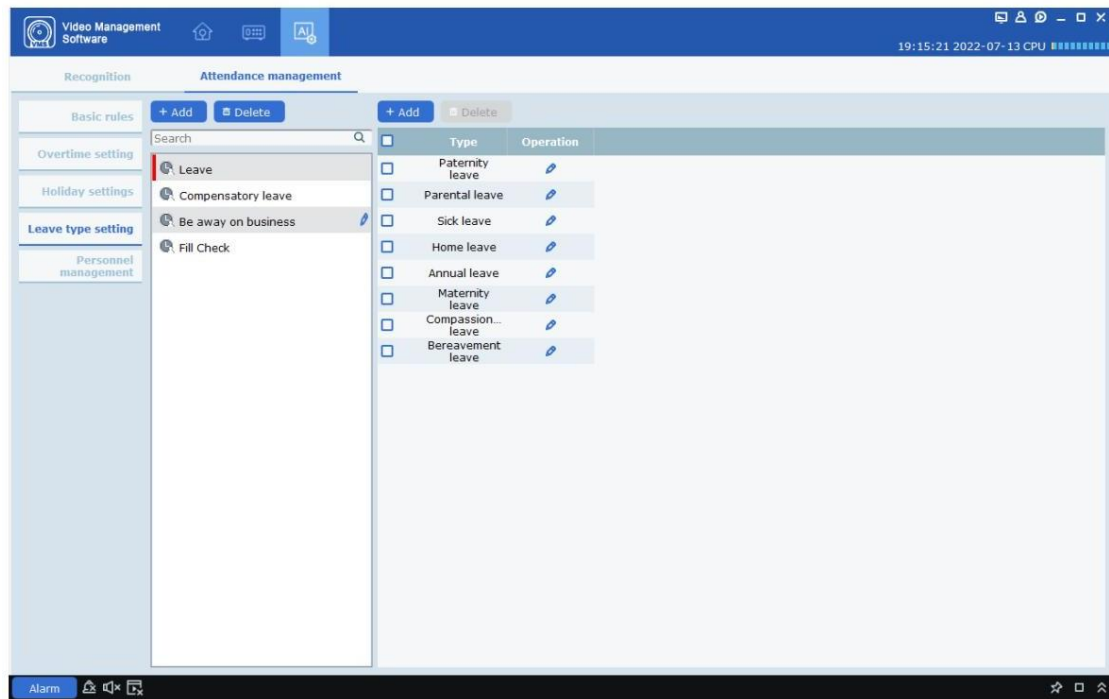 Video Management
Software
AI
19:15:21 2022-07-13 CPU
Recognition
Attendance management
Basic rules
Overtime setting
Holiday settings
Leave type setting
Personnel
management
+ Add
Delete
Search
Leave
Compensatory leave
Be away on business
Fill Check
+ Add
Delete
Type Operation
Paternity
leave
Parental leave
Sick leave
Home leave
Annual leave
Maternity
leave
Compassion...
leave
Bereavement
leave
Alarm